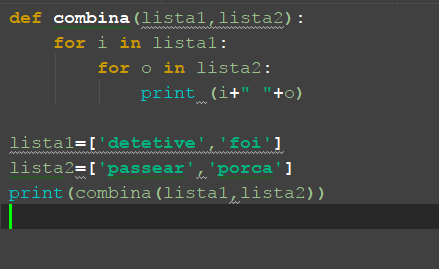 def combina(lista1,lista2):
    for i in lista1:
        for o in lista2:
            print (i+" "+o)
lista1=['detetive','foi']
lista2=['passear','porca']
print(combina(lista1,lista2))